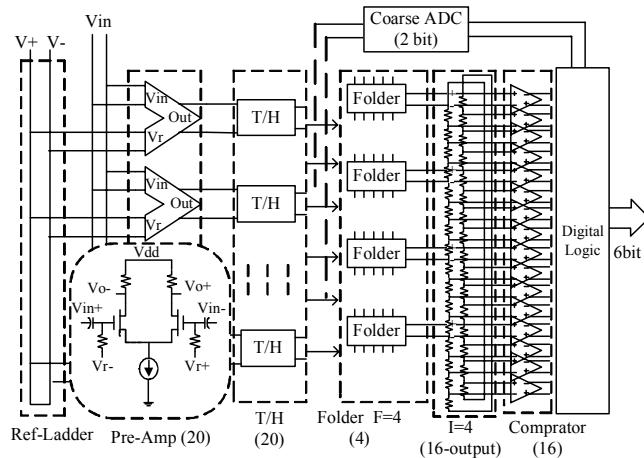 Vin
V+ V-
Coarse ADC
(2 bit)
Vin
Out
Vr
T/H
Folder
Vin
Out
Vr
T/H
Folder
Folder
Folder
Digital
Logic
6bit
Vdd
Vo-
Vo+
Vin+
Vin-
Vr-
Vr+
T/H
Ref-Ladder
Pre-Amp (20)
T/H
(20)
Folder F=4
(4)
I=4
(16-output)
Comprator
(16)